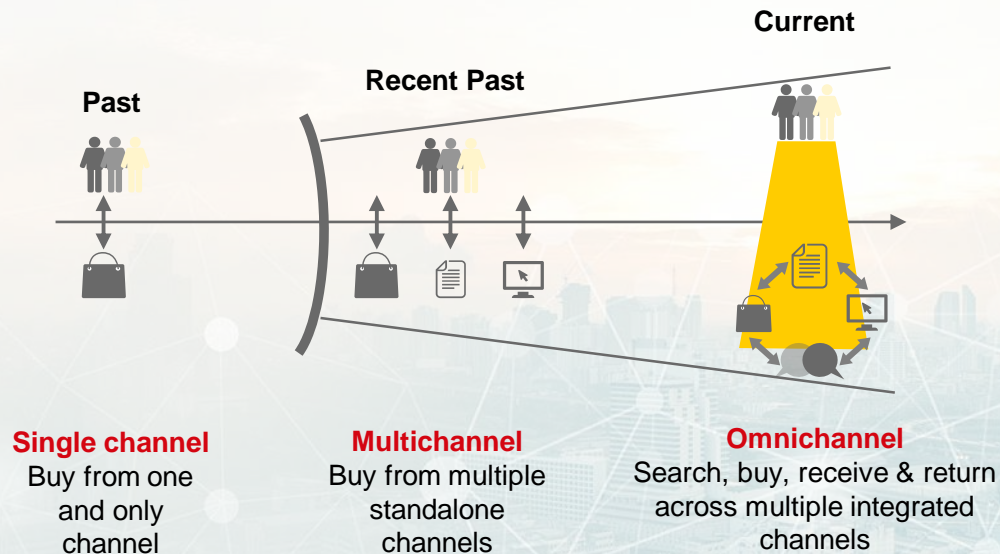 Current
Recent Past
Past
Single channel
Buy from one
and only
channel
Multichannel
Buy from multiple
standalone
channels
Omnichannel
Search, buy, receive & return
across multiple integrated
channels